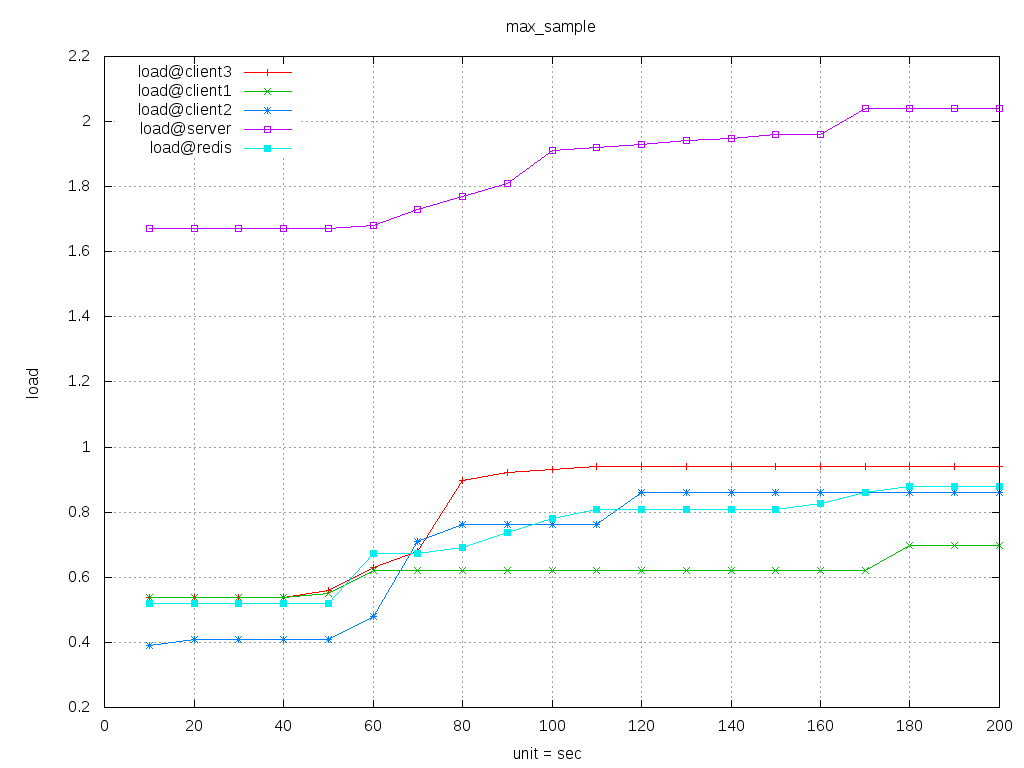 max_sample
2.2
2
1.8
1.6
1.4
1.2
1
0.8
0.6
0.4
0.2
load
load@client3
load@client1
load@client2
load@server
load@redis
0 20 40 60 80 100 120 140 160 180 200
unit = sec